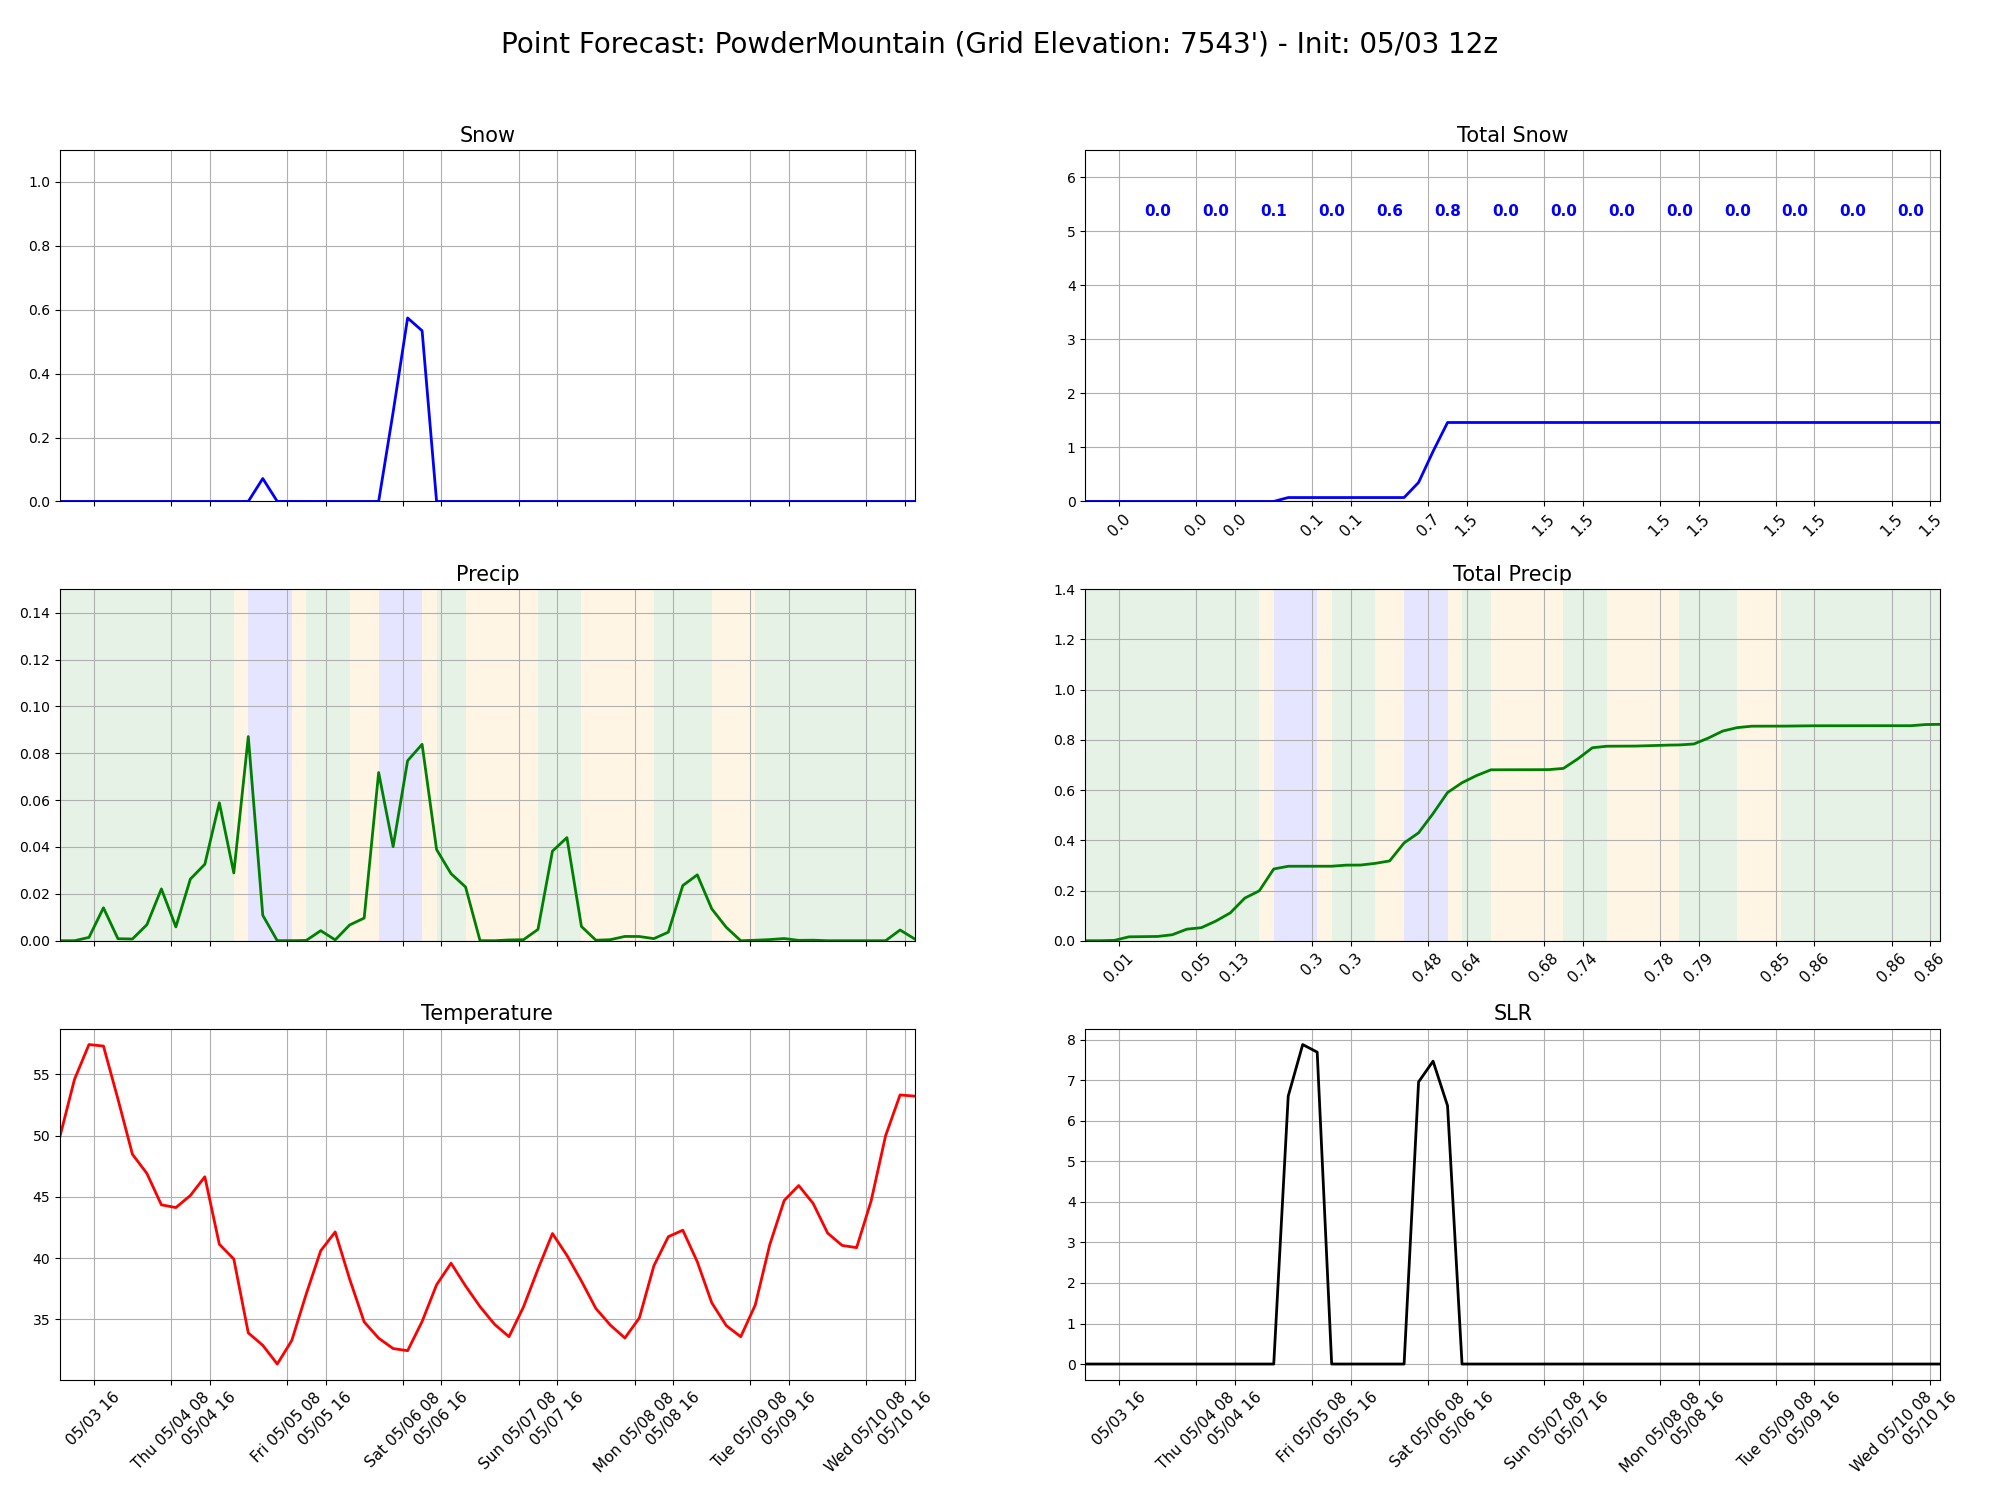 Point Forecast: PowderMountain (Grid Elevation: 7543') - Init: 05/03 12z
Snow
1.0
0.8
0.6
0.4
0.2
0.0
Total Snow
6
5
4
3
2
1
0
0.0 0.0 0.1 0.0 0.6 0.8 0.0 0.0 0.0 0.0 0.0 0.0 0.0 0.0
0.0 0.0 0.0 0.1 0.1 0.7 1.5 1.5 1.5 1.5 1.5 1.5 1.5 1.5 1.5
Precip
0.14
0.12
0.10
0.08
0.06
0.04
0.02
0.00
Total Precip
1.4
1.2
1.0
0.8
0.6
0.4
0.2
0.0
0.01 0.05 0.13 0.3 0.3 0.48 0.64 0.68 0.74 0.78 0.79 0.85 0.86 0.86 0.86
Temperature
55
50
45
40
35
05/03 16
Thu 05/04 08
05/04 16
Fri 05/05 08
05/05 16
Sat 05/06 08
05/06 16
Sun 05/07 08
05/07 16
Mon 05/08 08
05/08 16
Tue 05/09 08
05/09 16
Wed 05/10 08
05/10 16
SLR
8
7
6
5
4
3
2
1
0
05/03 16
Thu 05/04 08
05/04 16
Fri 05/05 08
05/05 16
Sat 05/06 08
05/06 16
Sun 05/07 08
05/07 16
Mon 05/08 08
05/08 16
Tue 05/09 08
05/09 16
Wed 05/10 08
05/10 16